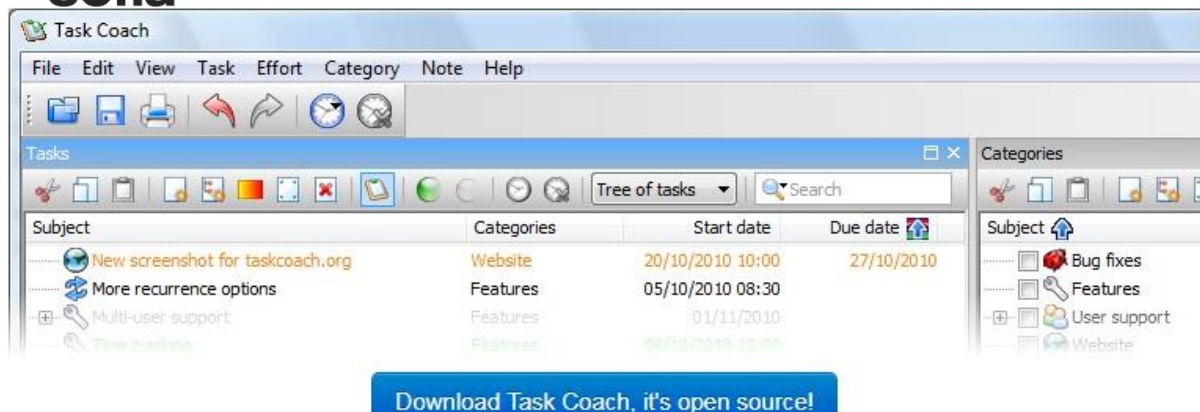 Task Coach
File Edit View Task Effort Category Note Help
Tasks
Categories
Tree of tasks Search
Subject Categories Start date Due date
Subject
New screenshot for taskcoach.org Website 20/10/2010 10:00 27/10/2010
Bug fixes
More recurrence options Features 05/10/2010 08:30
Features
Multi-user support Features 01/11/2010
User support
Time tracking Features
Website
Download Task Coach, it's open source!